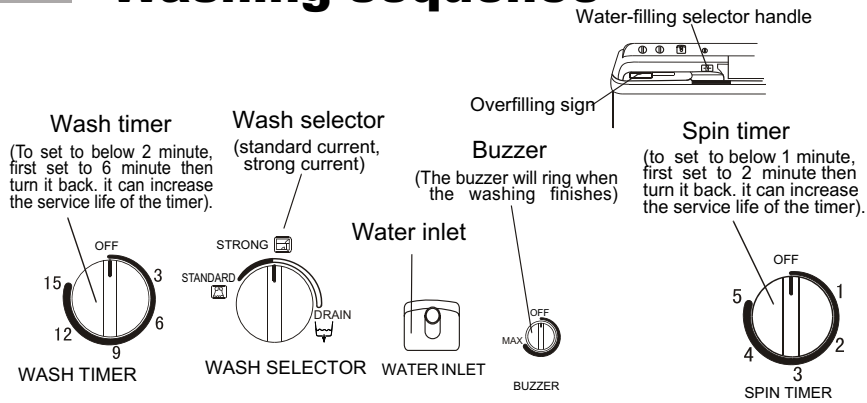 Water-filling selector handle
Overfilling sign
Wash timer
(To set to below 2 minute,
first set to 6 minute then
turn it back. it can increase
the service life of the timer).
Wash selector
(standard current,
strong current)
Buzzer
(The buzzer will ring when
the washing finishes)
Spin timer
(to set to below 1 minute,
first set to 2 minute then
turn it back. it can increase
the service life of the timer).
Water inlet
OFF
3
6
9
12
15
WASH TIMER
STRONG
STANDARD
DRAIN
WASH SELECTOR
WATER INLET
OFF
MAX
BUZZER
OFF
1
2
3
4
5
SPIN TIMER